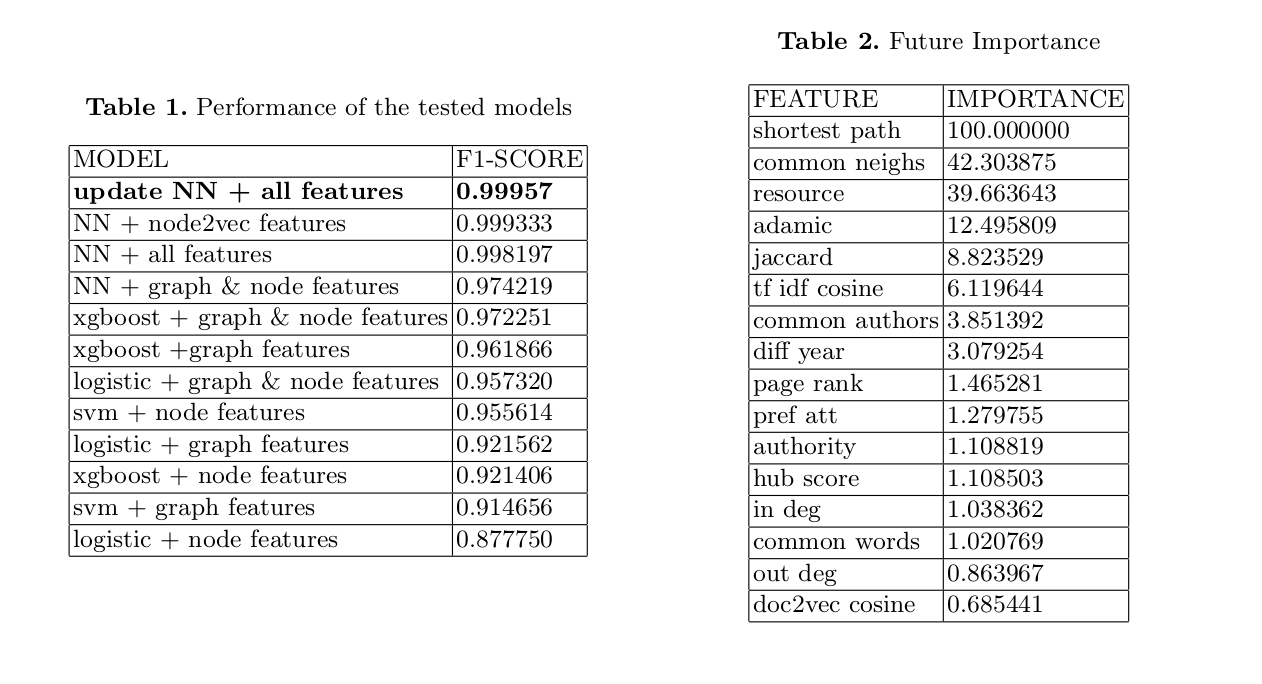 Table 1. Performance of the tested models
MODEL F1-SCORE
update NN + all features 0.99957
NN + node2vec features 0.999333
NN + all features 0.998197
NN + graph & node features 0.974219
xgboost + graph & node features 0.972251
xgboost +graph features 0.961866
logistic + graph & node features 0.957320
svm + node features 0.955614
logistic + graph features 0.921562
xgboost + node features 0.921406
svm + graph features 0.914656
logistic + node features 0.877750
Table 2. Future Importance
FEATURE IMPORTANCE
shortest path 100.000000
common neighs 42.303875
resource 39.663643
adamic 12.495809
jaccard 8.823529
tf idf cosine 6.119644
common authors 3.851392
diff year 3.079254
page rank 1.465281
pref att 1.279755
authority 1.108819
hub score 1.108503
in deg 1.038362
common words 1.020769
out deg 0.863967
doc2vec cosine 0.685441